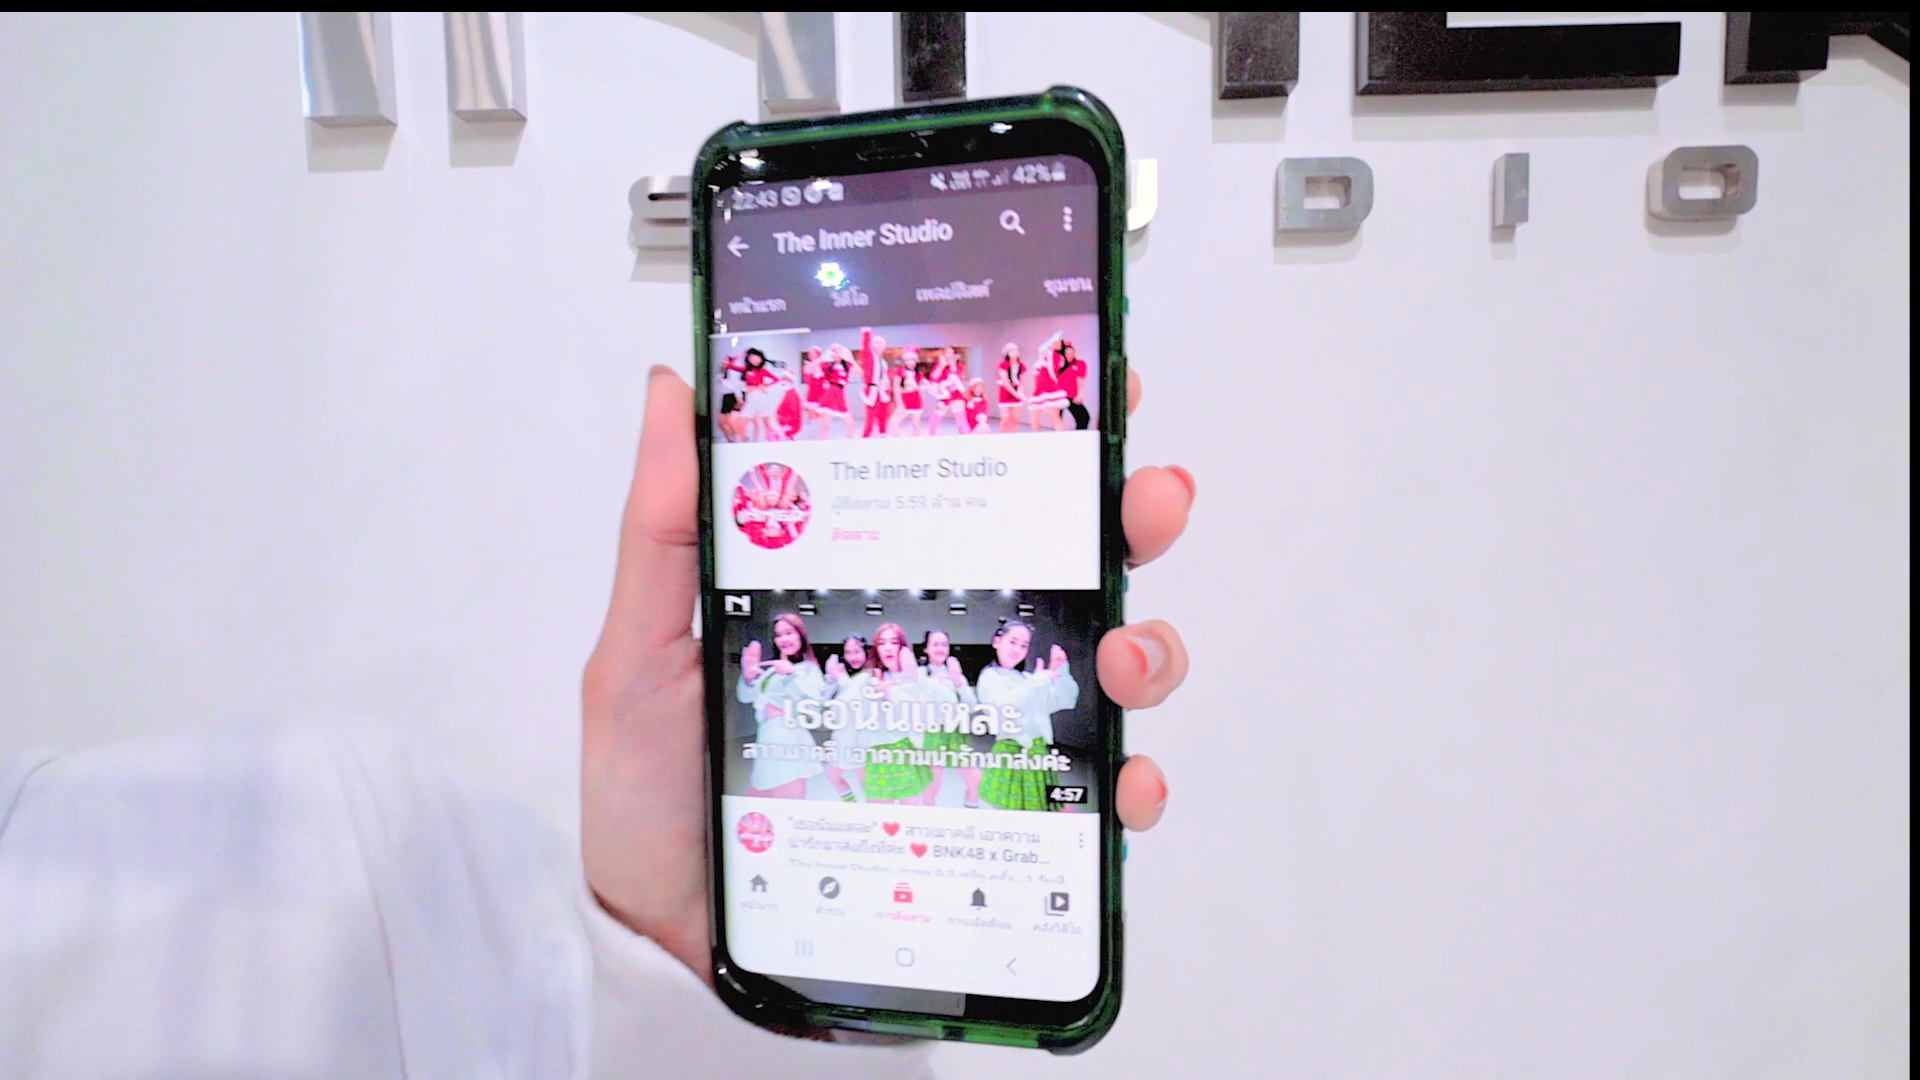 STUDIO
22:43
42%
The Inner Studio
หน้าแรก วิดีโอ เพลย์ลิสต์ ชุมชน
The Inner Studio
ผู้ติดตาม 5.59 ล้าน คน
ติดตาม
เธอนั่นแหละ
สาวเมาคลี เอาความน่ารักมาส่งค่ะ
4:57
"เธอนั่นแหละ" ❤ สาวเมาคลี เอาความ
น่ารักมาส่งถึงที่ค่ะ ❤ BNK48 x Grab...
The Inner Studio
หน้าแรก สำรวจ การติดตาม การแจ้งเตือน คลังวิดีโอ